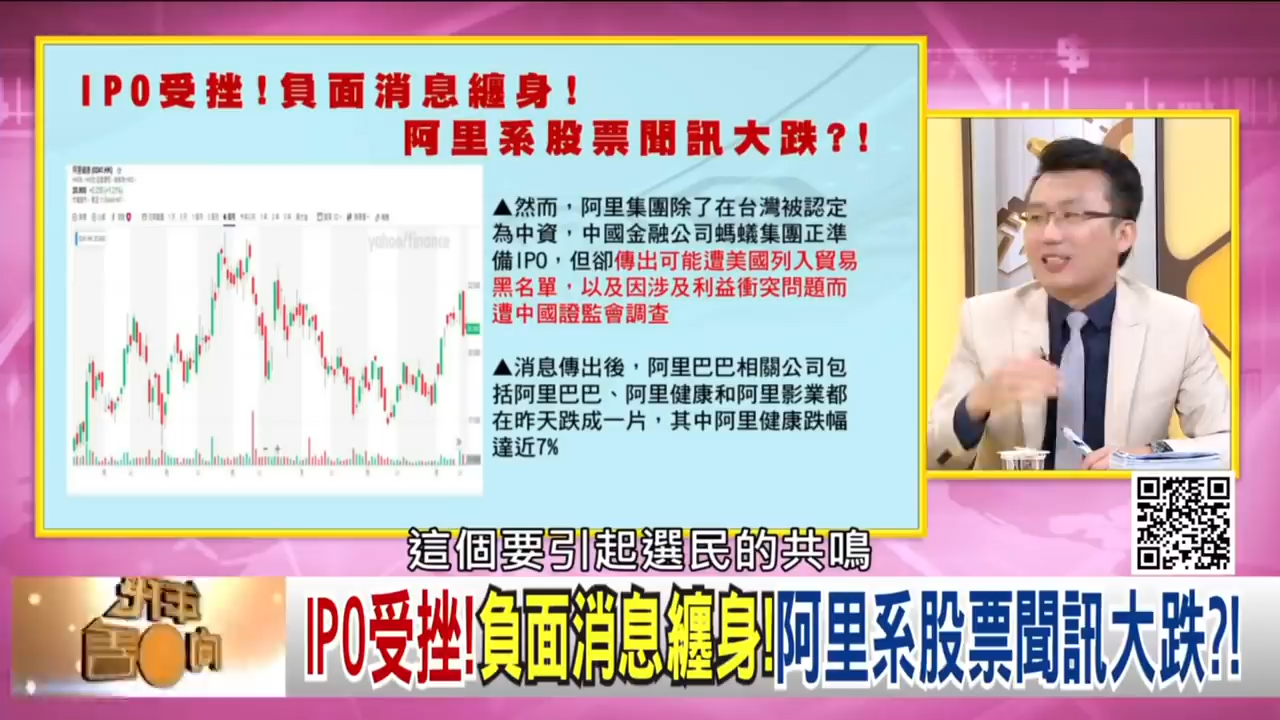 IPO受挫!負面消息纏身!
阿里系股票聞訊大跌?!
yahoo/finance
▲然而，阿里集團除了在台灣被認定
為中資，中國金融公司螞蟻集團正準
備IPO，但卻傳出可能遭美國列入貿易
黑名單，以及因涉及利益衝突問題而
遭中國證監會調查
▲消息傳出後，阿里巴巴相關公司包
括阿里巴巴、阿里健康和阿里影業都
在昨天跌成一片，其中阿里健康跌幅
達近7%
這個要引起選民的共鳴
IPO受挫!負面消息纏身!阿里系股票聞訊大跌?!